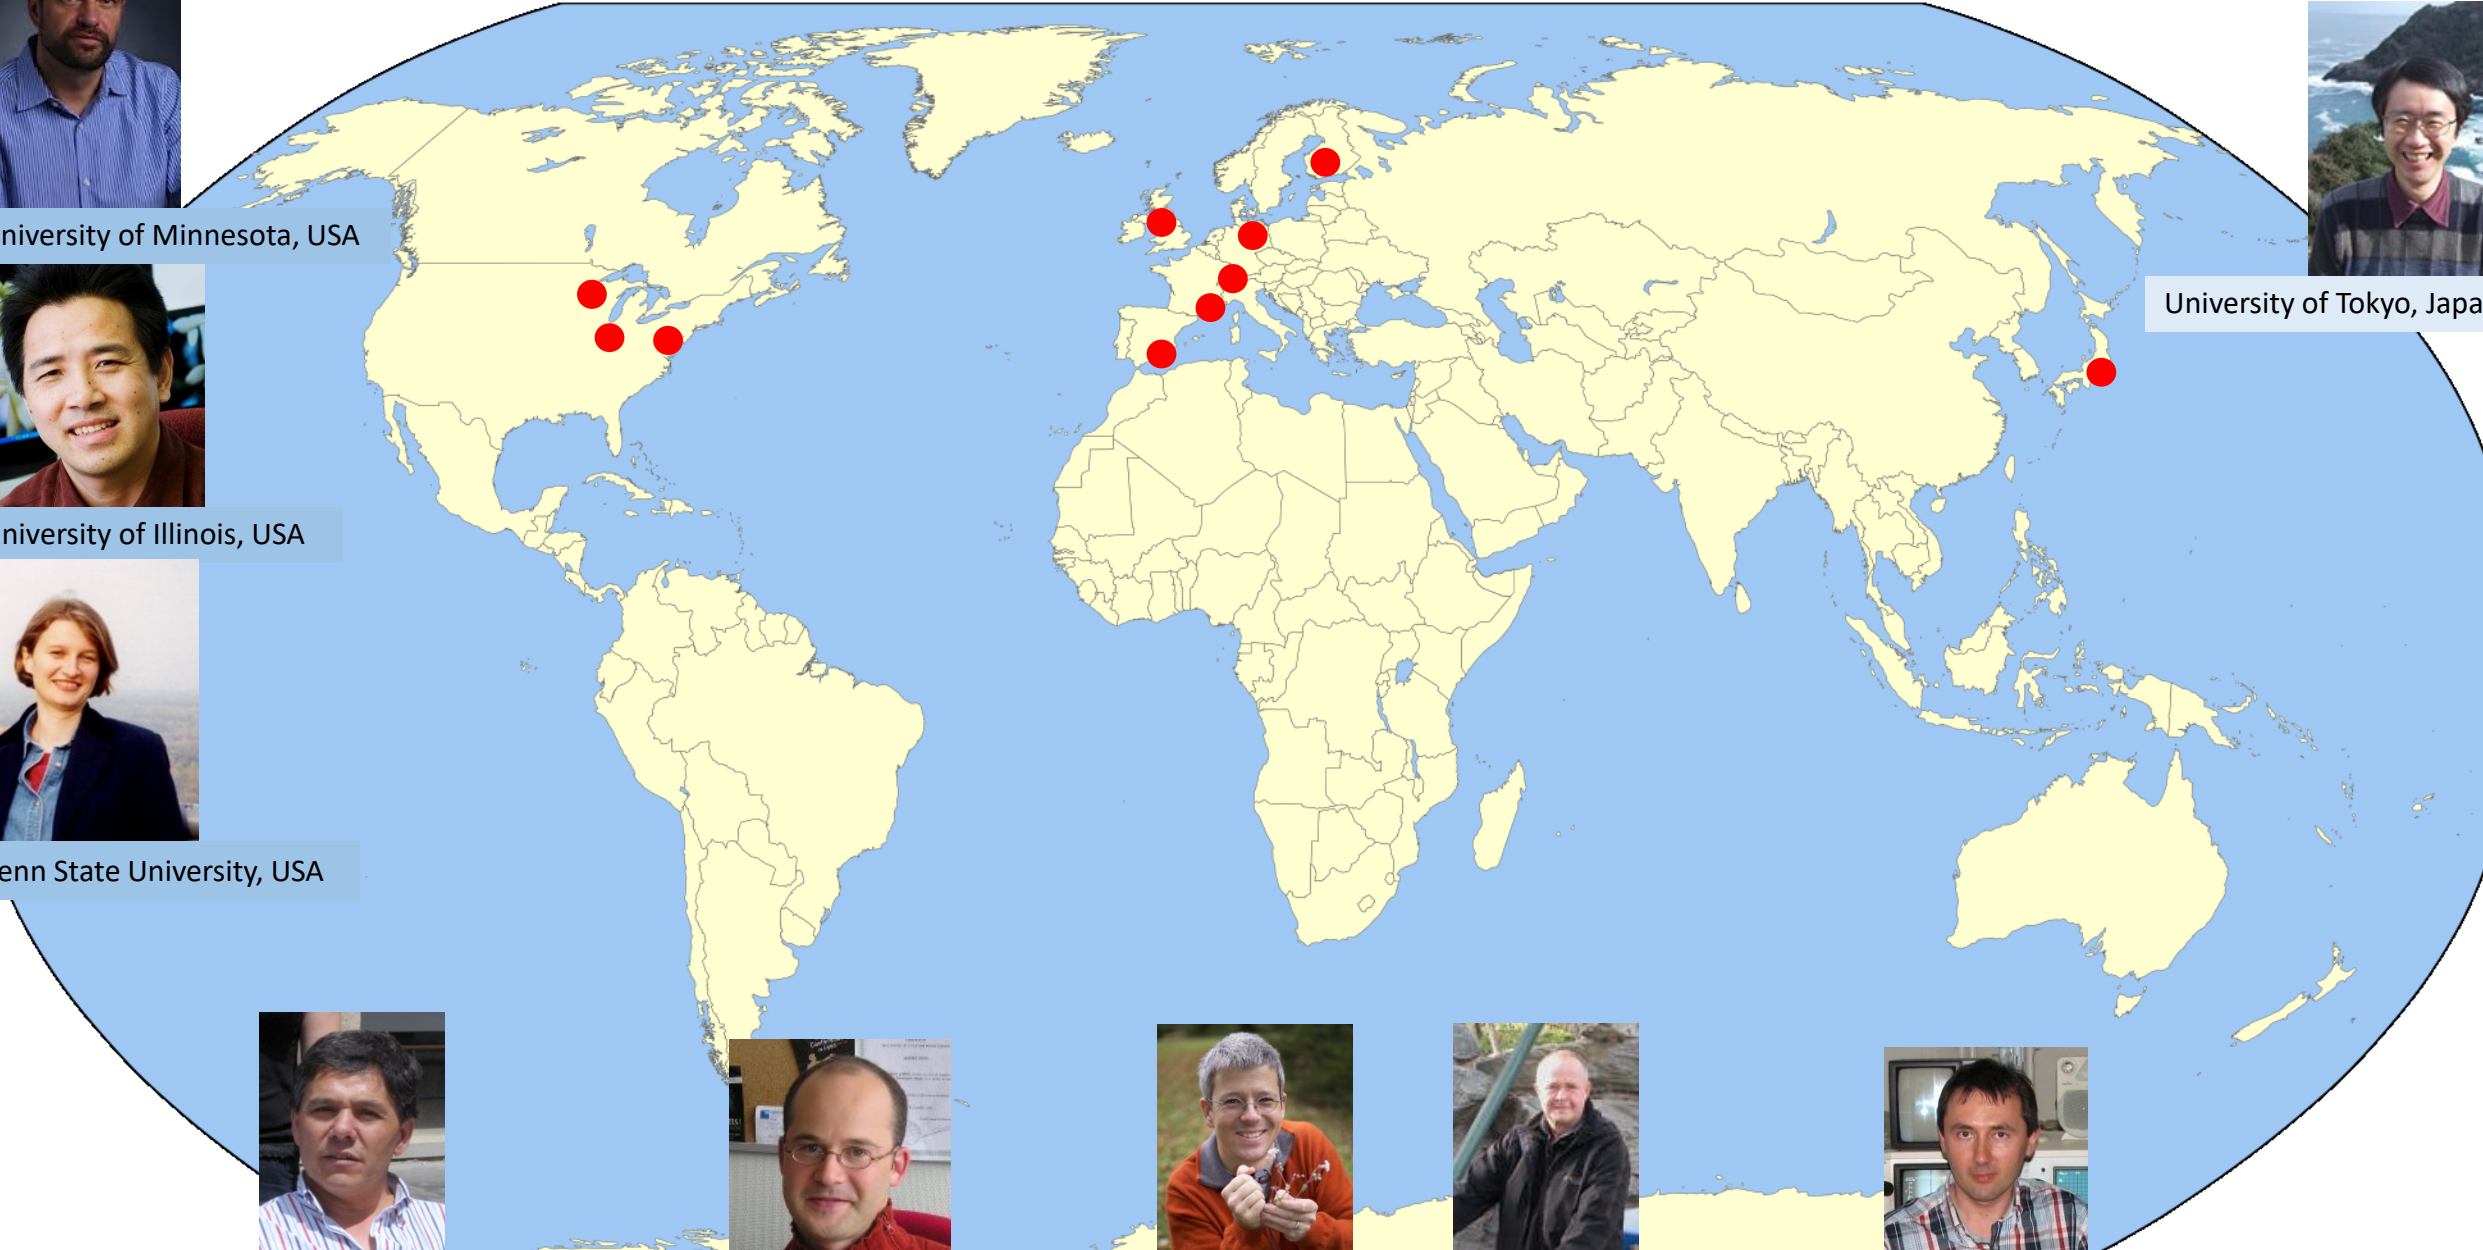 niversity of Minnesota, USA
University of Tokyo, Japa
niversity of Illinois, USA
enn State University, USA